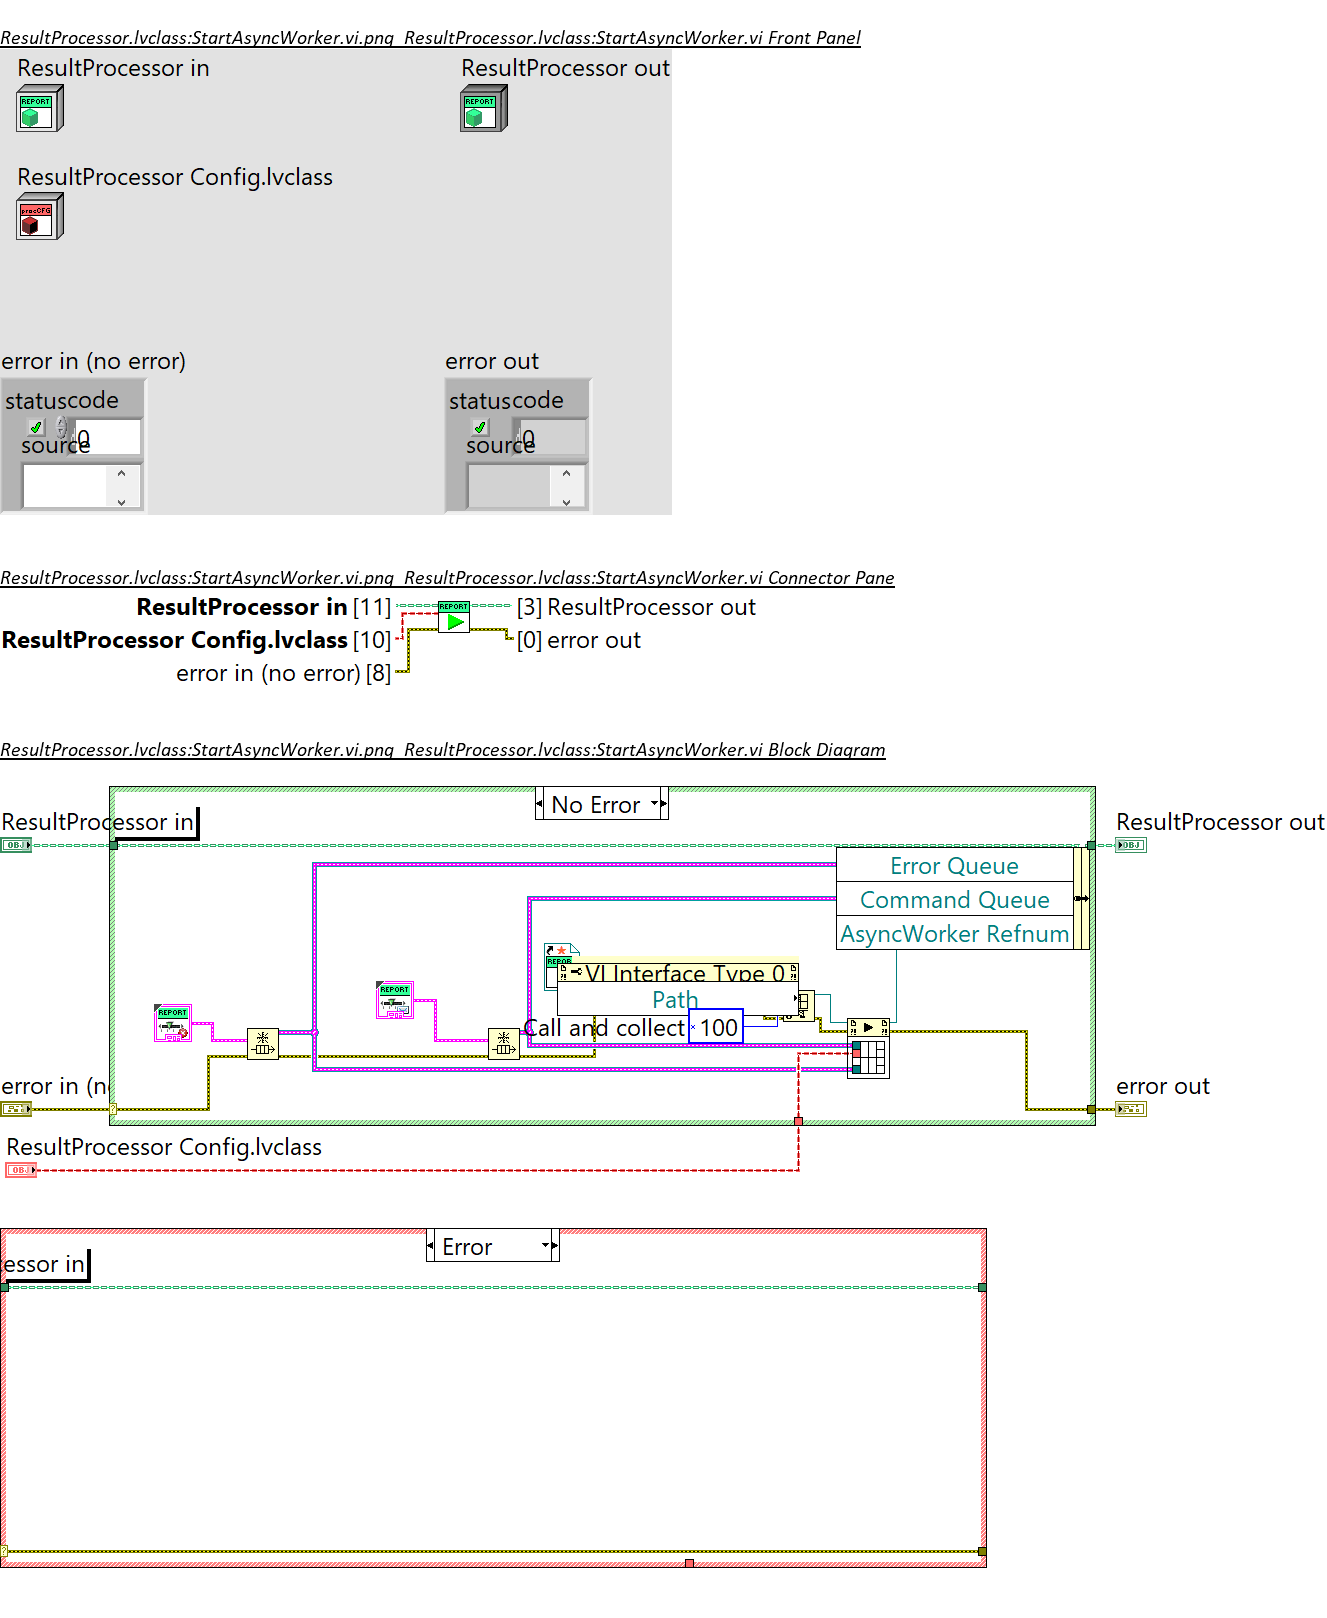 ResultProcessor.lvclass:StartAsyncWorker.vi.png ResultProcessor.lvclass:StartAsyncWorker.vi Front Panel
ResultProcessor in
ResultProcessor out
REPORT
REPORT
ResultProcessor Config.lvclass
procCFG
error in (no error)
error out
status code
status code
0
0
source
source
ResultProcessor.lvclass:StartAsyncWorker.vi.png ResultProcessor.lvclass:StartAsyncWorker.vi Connector Pane
ResultProcessor in [11]
REPORT
[3] ResultProcessor out
ResultProcessor Config.lvclass [10]
[0] error out
error in (no error) [8]
ResultProcessor.lvclass:StartAsyncWorker.vi.png ResultProcessor.lvclass:StartAsyncWorker.vi Block Diagram
No Error
ResultProcessor in
ResultProcessor out
OBJ
OBJ
Error Queue
Command Queue
AsyncWorker Refnum
REPOR
VI Interface Type 0
REPORT
Path
REPORT
Call and collect
x 100
error in (n
error out
ResultProcessor Config.lvclass
OBJ
Error
essor in